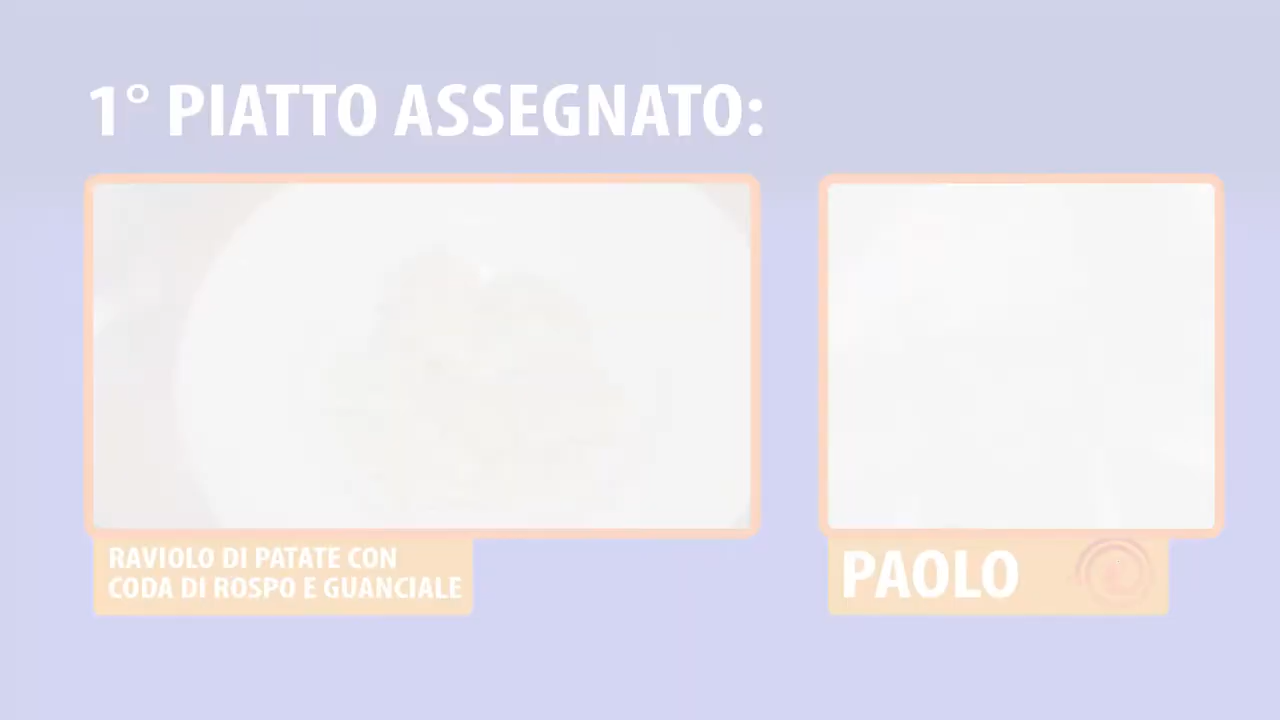 1° PIATTO ASSEGNATO:
RAVIOLO DI PATATE CON
CODA DI ROSPO E GUANCIALE
PAOLO